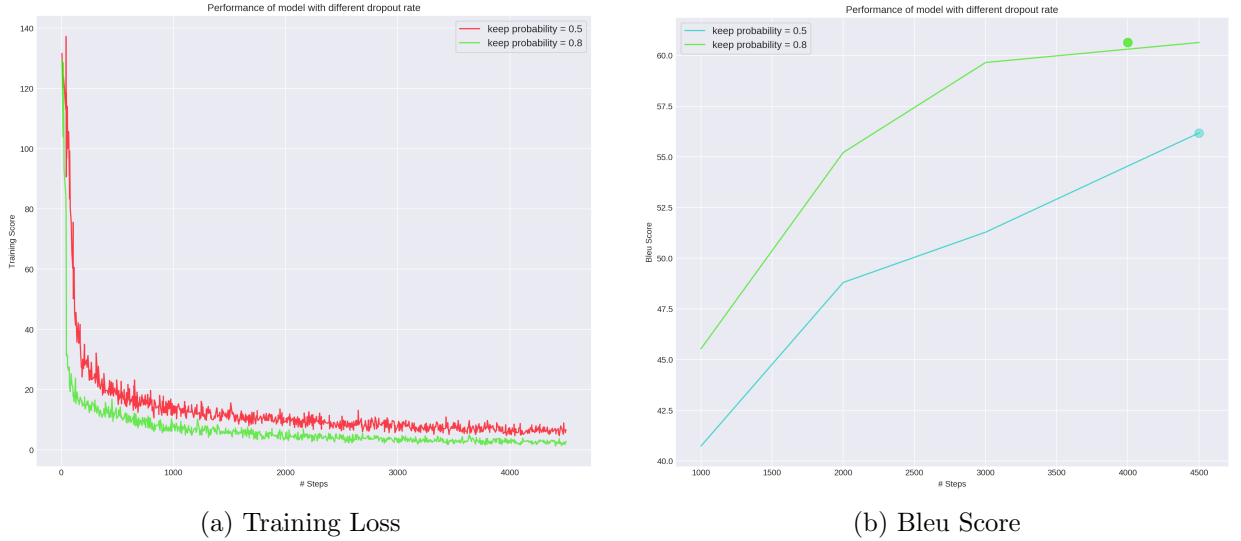 Performance of model with different dropout rate
keep probability = 0.5
keep probability = 0.8
140
120
100
80
60
40
20
0
Training Score
0 1000 2000 3000 4000
# Steps
(a) Training Loss
Performance of model with different dropout rate
keep probability = 0.5
keep probability = 0.8
60.0
57.5
55.0
52.5
50.0
47.5
45.0
42.5
40.0
Bleu Score
1000 1500 2000 2500 3000 3500 4000 4500
# Steps
(b) Bleu Score